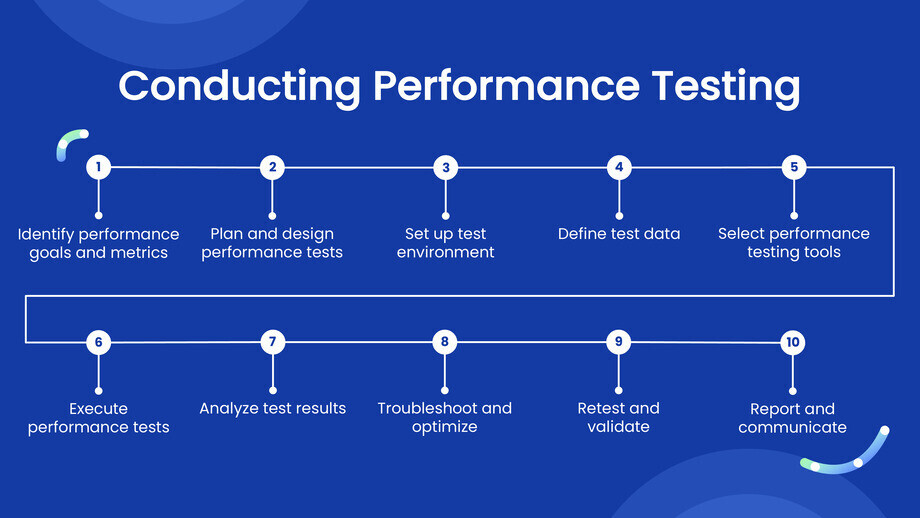 Conducting Performance Testing
1
2
3
4
5
Identify performance
goals and metrics
Plan and design
performance tests
Set up test
environment
Define test data
Select performance
testing tools
6
7
8
9
10
Execute
performance tests
Analyze test results
Troubleshoot and
optimize
Retest and
validate
Report and
communicate